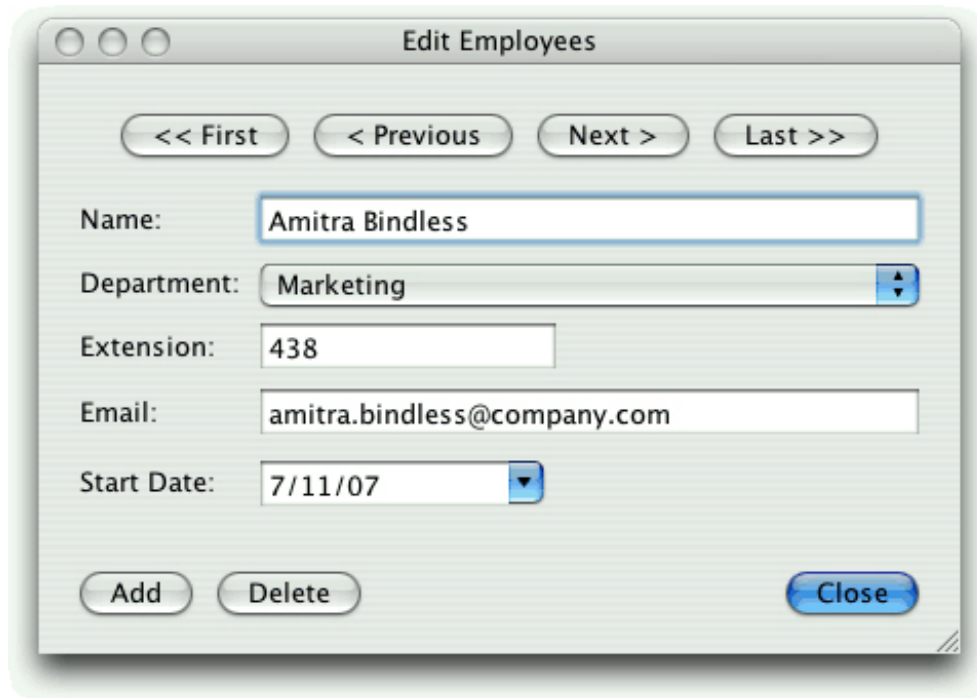 Edit Employees
<< First < Previous Next > Last >>
Name: Amitra Bindless
Department: Marketing
Extension: 438
Email: amitra.bindless@company.com
Start Date: 7/11/07
Add Delete Close